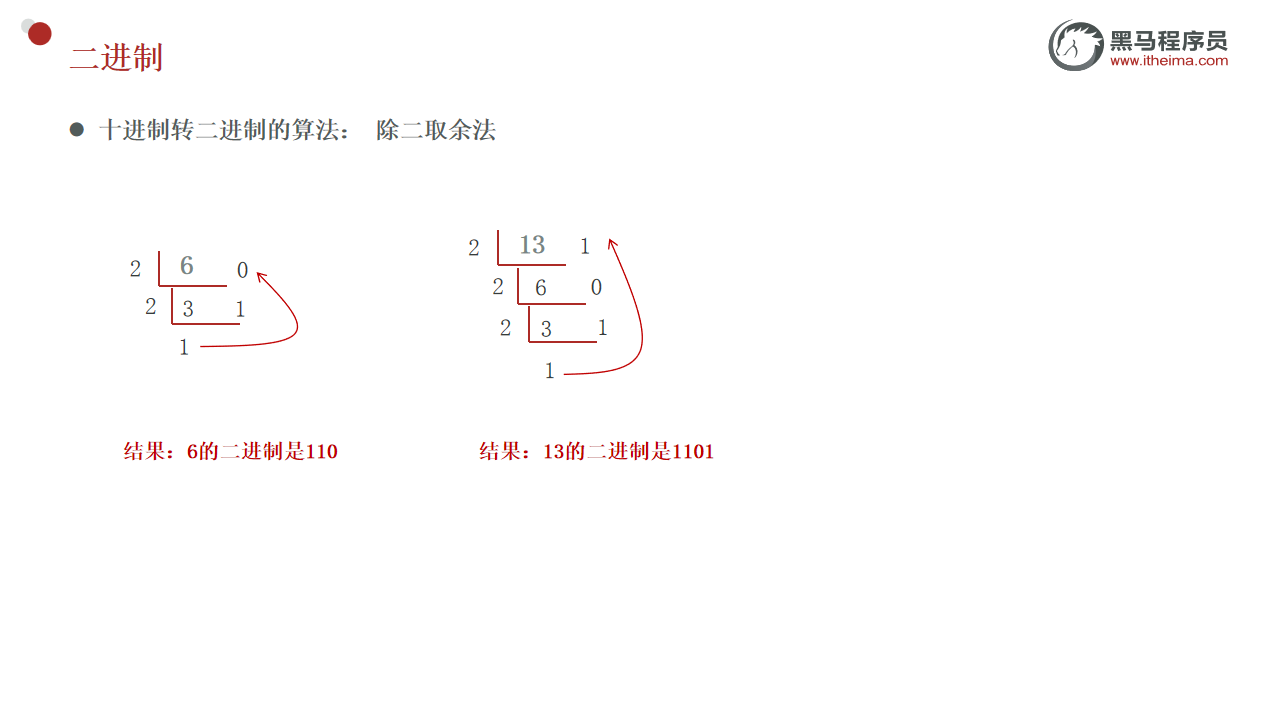 二进制
黑马程序员
www.itheima.com
十进制转二进制的算法： 除二取余法
2 6 0
2 3 1
1
2 13 1
2 6 0
2 3 1
1
结果：6的二进制是110
结果：13的二进制是1101